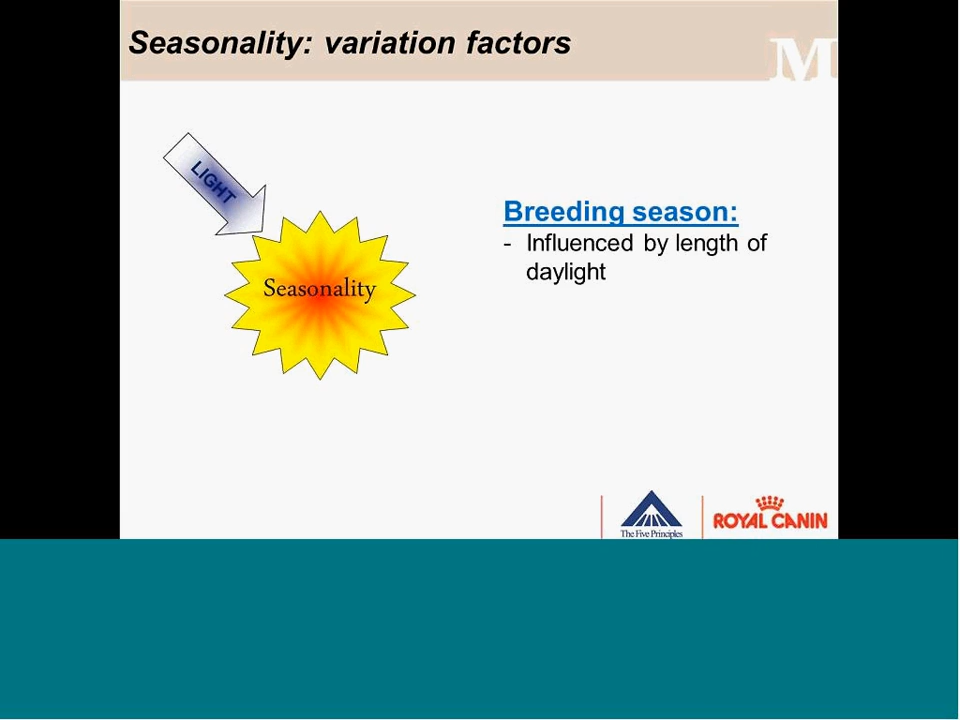 Seasonality: variation factors
M
LIGHT
Seasonality
Breeding season:
- Influenced by length of
daylight
The Five Principles
ROYAL CANIN